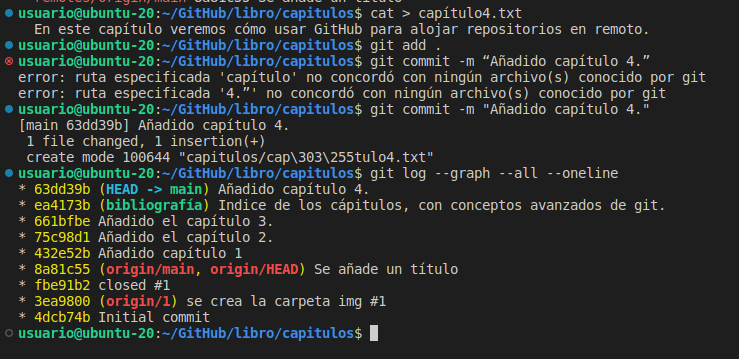 usuario@ubuntu-20:~/GitHub/libro/capitulos$ cat > capítulo4.txt
En este capítulo veremos cómo usar GitHub para alojar repositorios en remoto.
usuario@ubuntu-20:~/GitHub/libro/capitulos$ git add .
usuario@ubuntu-20:~/GitHub/libro/capitulos$ git commit -m “Añadido capítulo 4.”
error: ruta especificada 'capítulo' no concordó con ningún archivo(s) conocido por git
error: ruta especificada '4.”' no concordó con ningún archivo(s) conocido por git
usuario@ubuntu-20:~/GitHub/libro/capitulos$ git commit -m "Añadido capítulo 4."
[main 63dd39b] Añadido capítulo 4.
1 file changed, 1 insertion(+)
create mode 100644 "capitulos/cap\303\255tulo4.txt"
usuario@ubuntu-20:~/GitHub/libro/capitulos$ git log --graph --all --oneline
* 63dd39b (HEAD -> main) Añadido capítulo 4.
* ea4173b (bibliografía) Indice de los cápitulos, con conceptos avanzados de git.
* 661bfbe Añadido el capítulo 3.
* 75c98d1 Añadido el capítulo 2.
* 432e52b Añadido capítulo 1
* 8a81c55 (origin/main, origin/HEAD) Se añade un título
* fbe91b2 closed #1
* 3ea9800 (origin/1) se crea la carpeta img #1
* 4dcb74b Initial commit
usuario@ubuntu-20:~/GitHub/libro/capitulos$